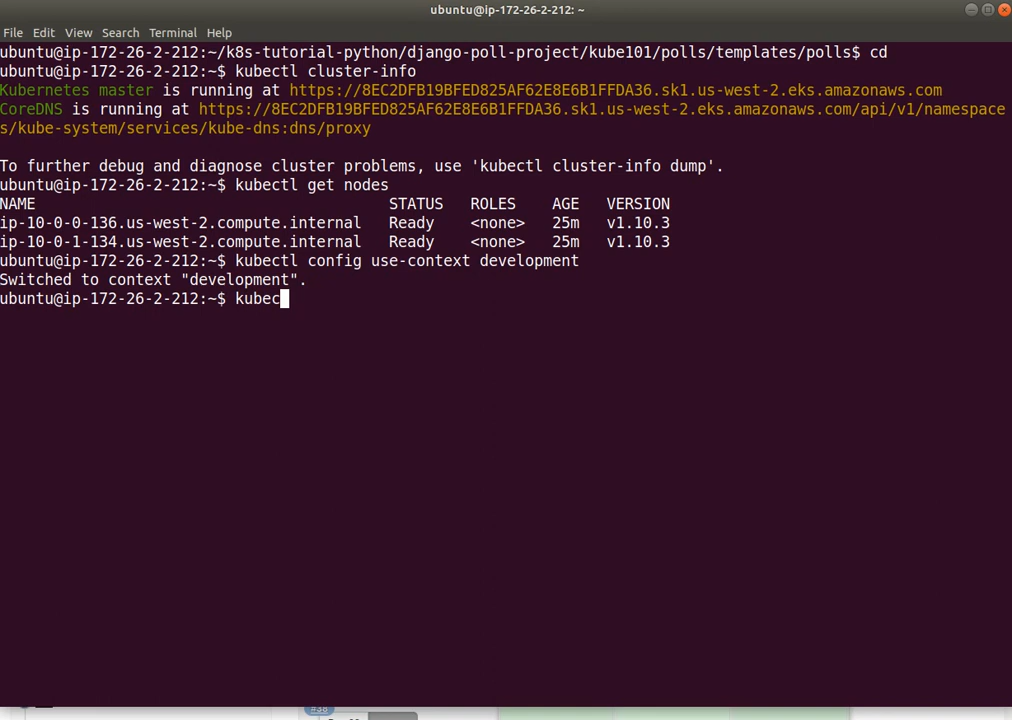 ubuntu@ip-172-26-2-212: ~
File Edit View Search Terminal Help
ubuntu@ip-172-26-2-212:~/k8s-tutorial-python/django-poll-project/kube101/polls/templates/polls$ cd
ubuntu@ip-172-26-2-212:~$ kubectl cluster-info
Kubernetes master is running at https://8EC2DFB19BFED825AF62E8E6B1FFDA36.sk1.us-west-2.eks.amazonaws.com
CoreDNS is running at https://8EC2DFB19BFED825AF62E8E6B1FFDA36.sk1.us-west-2.eks.amazonaws.com/api/v1/namespace
s/kube-system/services/kube-dns:dns/proxy
To further debug and diagnose cluster problems, use 'kubectl cluster-info dump'.
ubuntu@ip-172-26-2-212:~$ kubectl get nodes
NAME STATUS ROLES AGE VERSION
ip-10-0-0-136.us-west-2.compute.internal Ready <none> 25m v1.10.3
ip-10-0-1-134.us-west-2.compute.internal Ready <none> 25m v1.10.3
ubuntu@ip-172-26-2-212:~$ kubectl config use-context development
Switched to context "development".
ubuntu@ip-172-26-2-212:~$ kubec